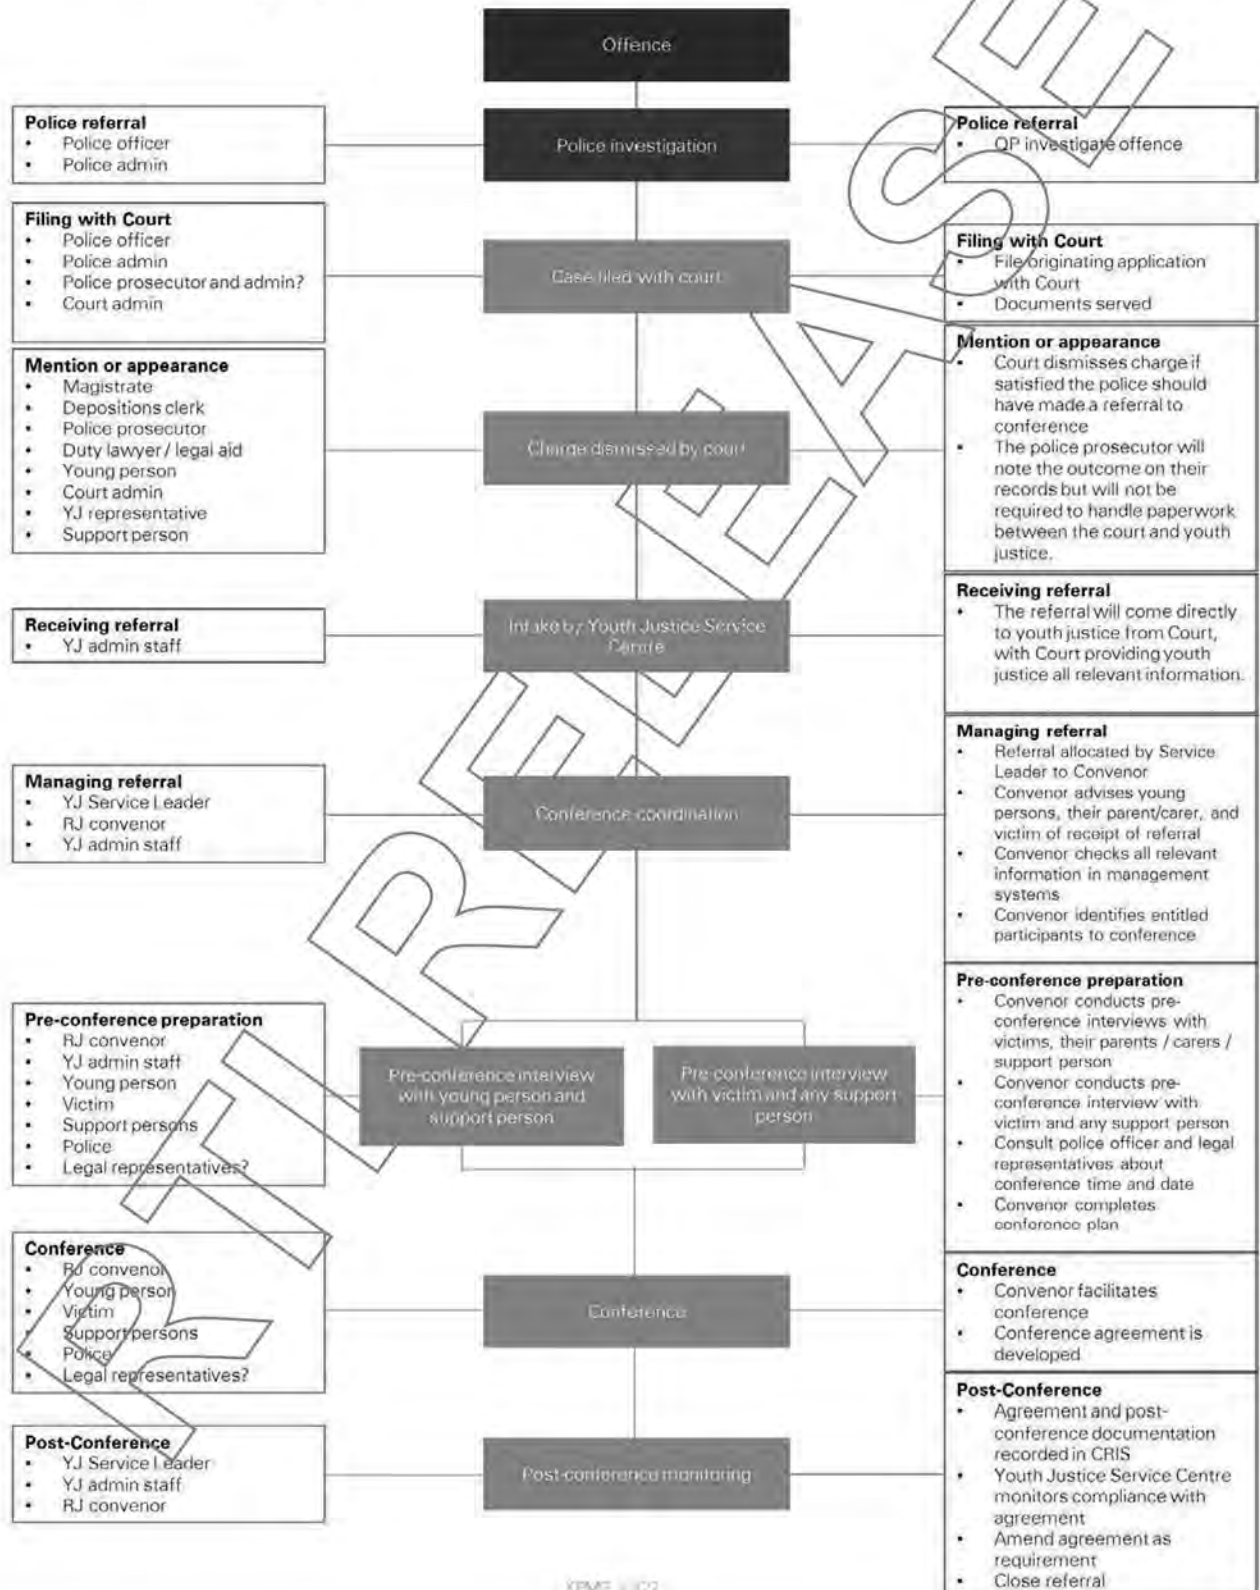 Offence
Police referral
• Police officer
• Police admin
Police investigation
Police referral
• QP investigate offence
Filing with Court
• Police officer
• Police admin
• Police prosecutor and admin?
• Court admin
Case filed with court
Filing with Court
• File originating application
with Court
• Documents served
Mention or appearance
• Magistrate
• Depositions clerk
• Police prosecutor
• Duty lawyer / legal aid
• Young person
• Court admin
• YJ representative
• Support person
Charge dismissed by court
Mention or appearance
• Court dismisses charge if
satisfied the police should
have made a referral to
conference
• The police prosecutor will
note the outcome on their
records but will not be
required to handle paperwork
between the court and youth
justice.
Receiving referral
• YJ admin staff
Intake by Youth Justice Service
Centre
Receiving referral
• The referral will come directly
to youth justice from Court,
with Court providing youth
justice all relevant information.
Managing referral
• YJ Service Leader
• RJ convenor
• YJ admin staff
Conference coordination
Managing referral
• Referral allocated by Service
Leader to Convenor
• Convenor advises young
persons, their parent/carer, and
victim of receipt of referral
• Convenor checks all relevant
information in management
systems
• Convenor identifies entitled
participants to conference
Pre-conference preparation
• RJ convenor
• YJ admin staff
• Young person
• Victim
• Support persons
• Police
• Legal representatives?
Pre-conference interview
with young person and
support person
Pre-conference interview
with victim and any support
person
Pre-conference preparation
• Convenor conducts pre-
conference interviews with
victims, their parents / carers /
support person
• Convenor conducts pre-
conference interview with
victim and any support person
• Consult police officer and legal
representatives about
conference time and date
• Convenor completes
conference plan
Conference
• RJ convenor
• Young person
• Victim
• Support persons
• Police
• Legal representatives?
Conference
Conference
• Convenor facilitates
conference
• Conference agreement is
developed
Post-Conference
• YJ Service Leader
• YJ admin staff
• RJ convenor
Post-conference monitoring
Post-Conference
• Agreement and post-
conference documentation
recorded in CRIS
• Youth Justice Service Centre
monitors compliance with
agreement
• Amend agreement as
requirement
• Close referral
RTI RELEASE